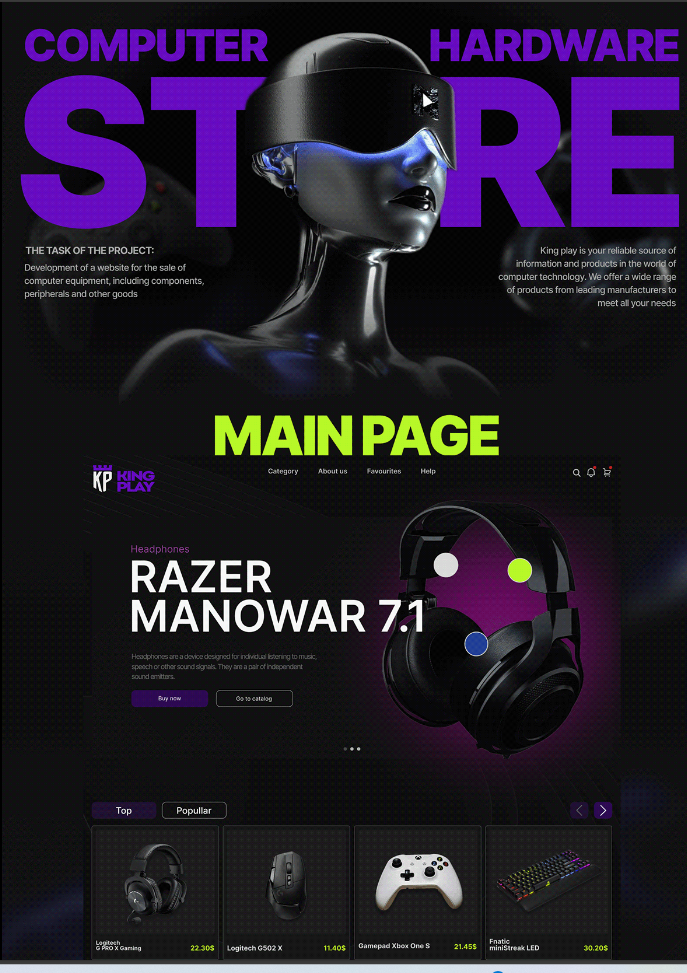 COMPUTER HARDWARE
STORE
THE TASK OF THE PROJECT:
Development of a website for the sale of
computer equipment, including components,
peripherals and other goods
King play is your reliable source of
information and products in the world of
computer technology. We offer a wide range
of products from leading manufacturers to
meet all your needs
MAIN PAGE
KP KING
PLAY
Category About us Favourites Help
Headphones
RAZER
MANOWAR 7.1
Headphones are a device designed for individual listening to music,
speech or other sound signals. They are a pair of independent
sound emitters.
Buy now Go to catalog
Top Popullar
Logitech
G PRO X Gaming 22.30$
Logitech G502 X 11.40$
Gamepad Xbox One S 21.45$
Fnatic
miniStreak LED 30.20$